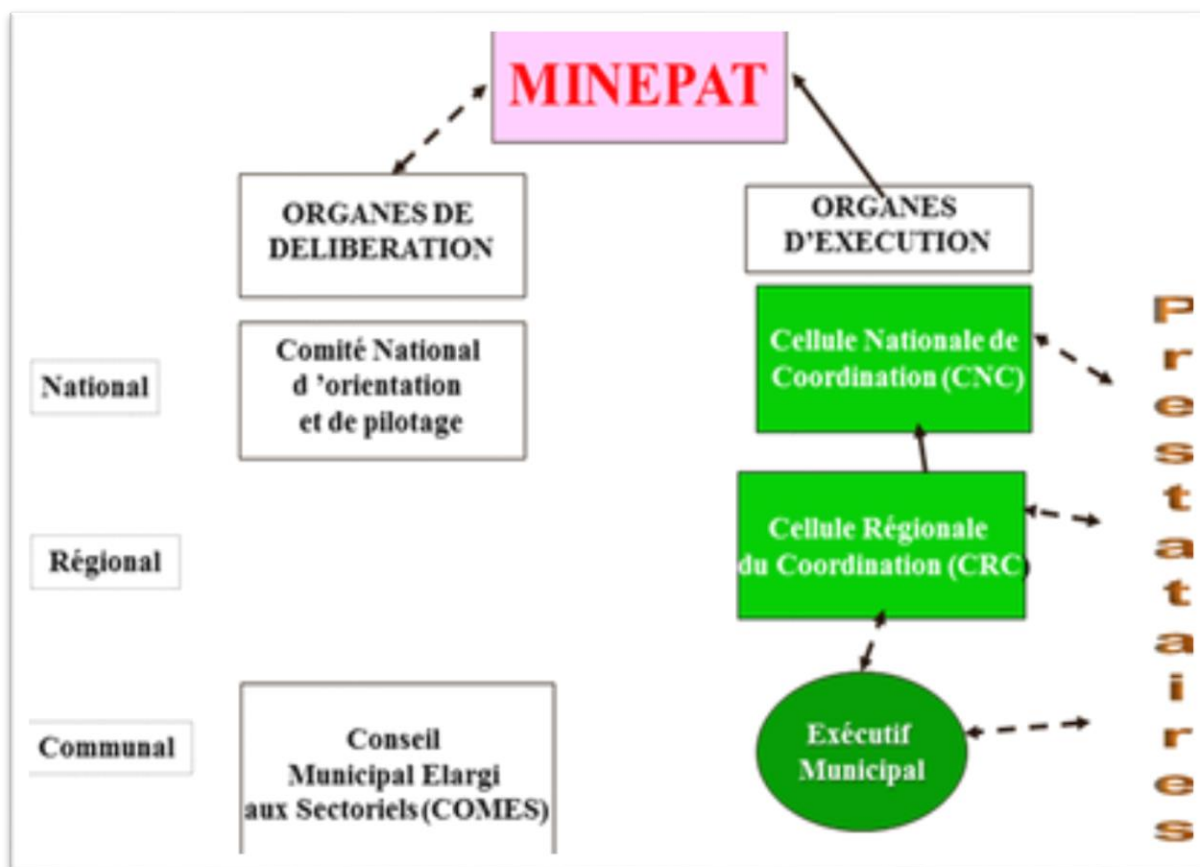 MINEPAT
ORGANES DE
DELIBERATION
ORGANES
D'EXECUTION
National
Comité National
d 'orientation
et de pilotage
Cellule Nationale de
Coordination (CNC)
Régional
Cellule Régionale
du Coordination (CRC)
Communal
Conseil
Municipal Elargi
aux Sectoriels (COMES)
Exécutif
Municipal
Prestataires